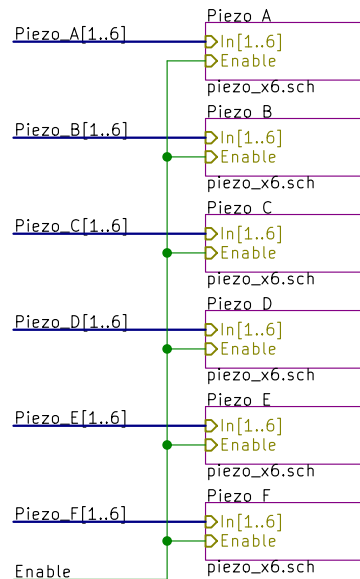 Piezo A
Piezo_A[1..6]
In[1..6]
Enable
piezo_x6.sch
Piezo B
Piezo_B[1..6]
In[1..6]
Enable
piezo_x6.sch
Piezo C
Piezo_C[1..6]
In[1..6]
Enable
piezo_x6.sch
Piezo D
Piezo_D[1..6]
In[1..6]
Enable
piezo_x6.sch
Piezo E
Piezo_E[1..6]
In[1..6]
Enable
piezo_x6.sch
Piezo F
Piezo_F[1..6]
In[1..6]
Enable
piezo_x6.sch
Enable